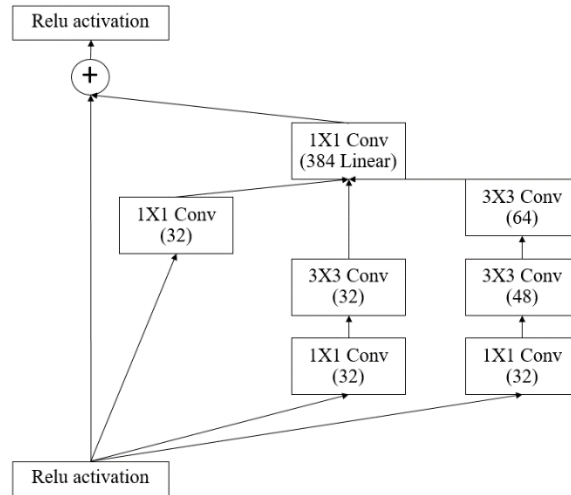 Relu activation
+
1X1 Conv
(384 Linear)
1X1 Conv
(32)
3X3 Conv
(64)
3X3 Conv
(32)
3X3 Conv
(48)
1X1 Conv
(32)
1X1 Conv
(32)
Relu activation